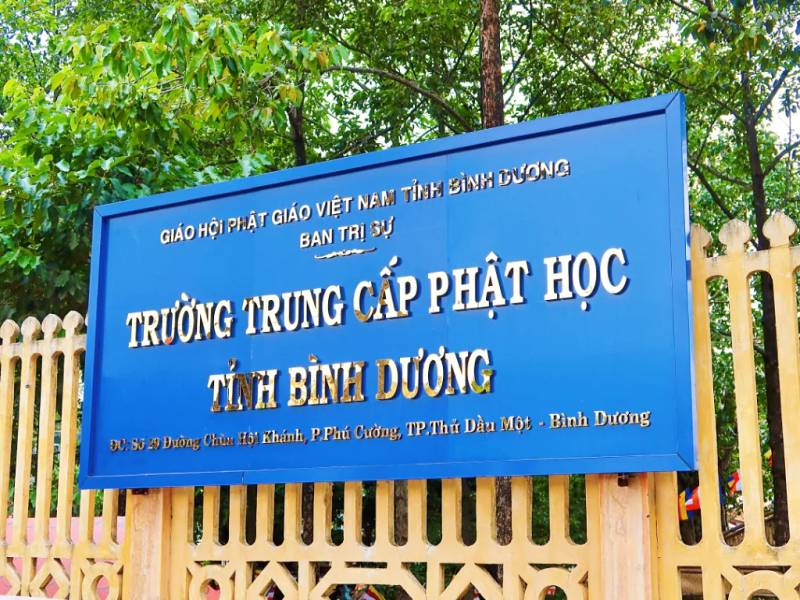 GIÁO HỘI PHẬT GIÁO VIỆT NAM TỈNH BÌNH DƯƠNG
BAN TRỊ SỰ
TRƯỜNG TRUNG CẤP PHẬT HỌC
TỈNH BÌNH DƯƠNG
ĐC: Số 29 Đường Chùa Hội Khánh, P.Phú Cường, TP.Thủ Dầu Một - Bình Dương